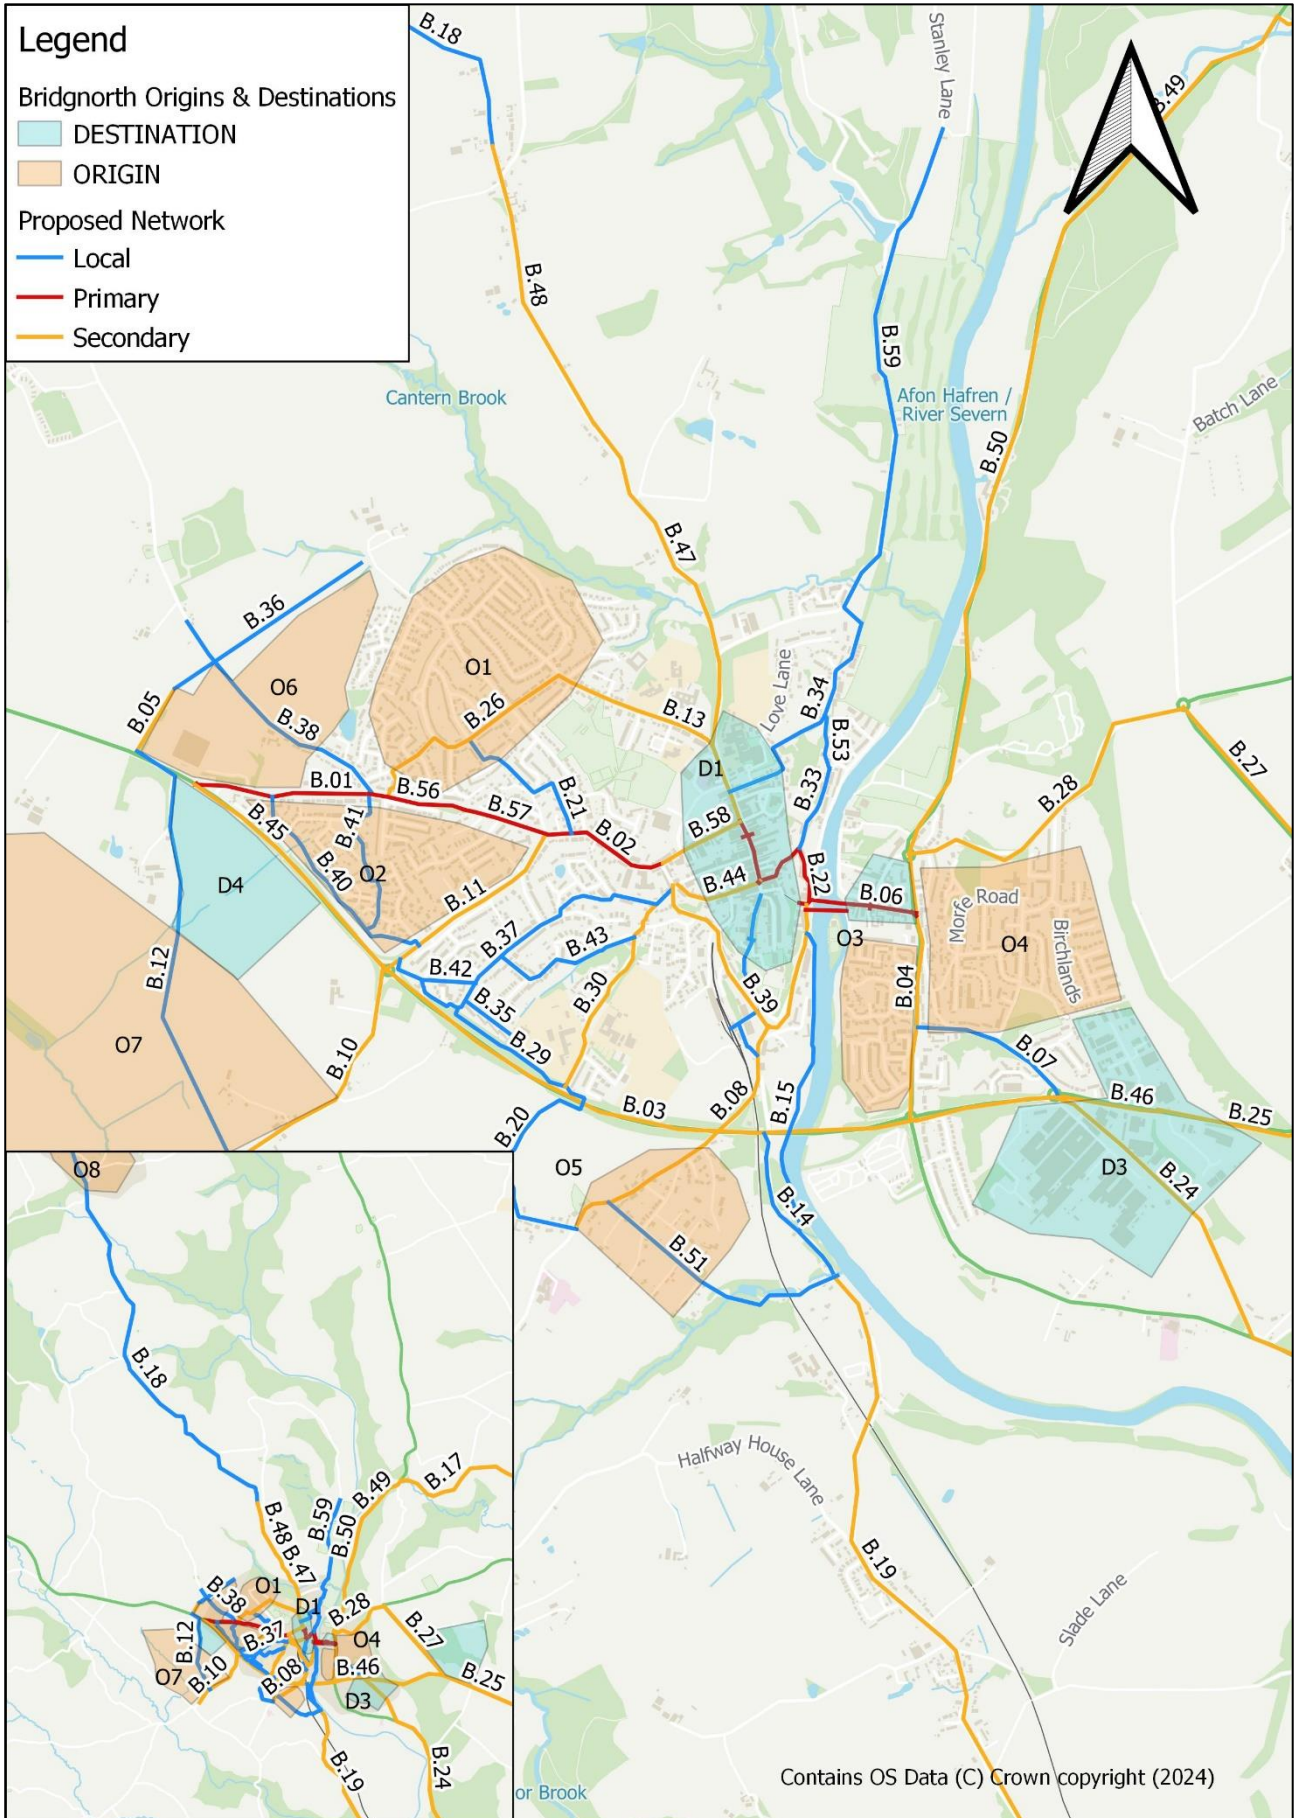 Legend
Bridgnorth Origins & Destinations
DESTINATION
ORIGIN
Proposed Network
Local
Primary
Secondary
B.18
Stanley Lane
B.49
B.48
B.59
Cantern Brook
Afon Hafren /
River Severn
Batch Lane
B.50
B.47
B.36
O1
O6
Love Lane
B.34
B.05
B.38
B.26
B.13
B.53
D1
B.27
B.01
B.56
B.57
B.21
B.33
B.28
B.45
B.41
B.02
B.58
B.40
O2
B.44
B.22
B.06
D4
B.11
Morfe Road
B.37
B.43
O3
O4
Birchlands
B.12
B.42
B.39
B.04
B.35
B.30
O7
B.29
B.07
B.10
B.08
B.15
B.46
B.03
B.25
B.20
O5
D3
B.24
B.14
B.51
Halfway House Lane
B.19
Slade Lane
or Brook
Contains OS Data (C) Crown copyright (2024)
O8
B.18
B.17
B.49
B.59
B.48
B.50
B.47
O1
B.38
D1
B.28
B.12
B.37
O4
B.27
O7
B.10
B.08
B.46
B.25
D3
B.19
B.24